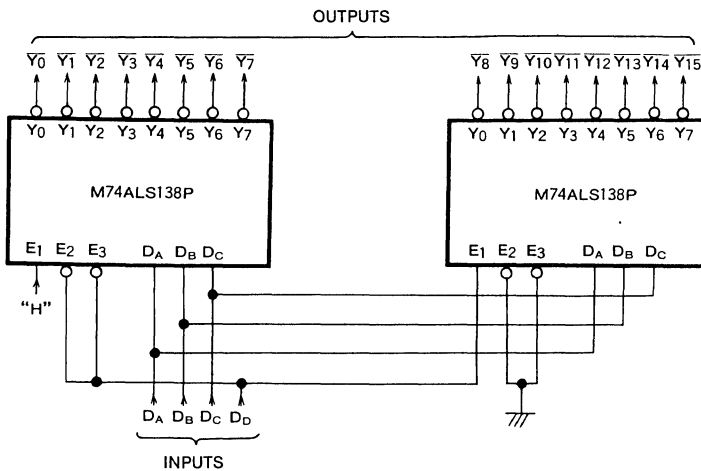 OUTPUTS
Y0 Y1 Y2 Y3 Y4 Y5 Y6 Y7 Y8 Y9 Y10 Y11 Y12 Y13 Y14 Y15
Y0 Y1 Y2 Y3 Y4 Y5 Y6 Y7 Y0 Y1 Y2 Y3 Y4 Y5 Y6 Y7
M74ALS138P M74ALS138P
E1 E2 E3 DA DB DC E1 E2 E3 DA DB DC
“H”
DA DB DC DD
INPUTS